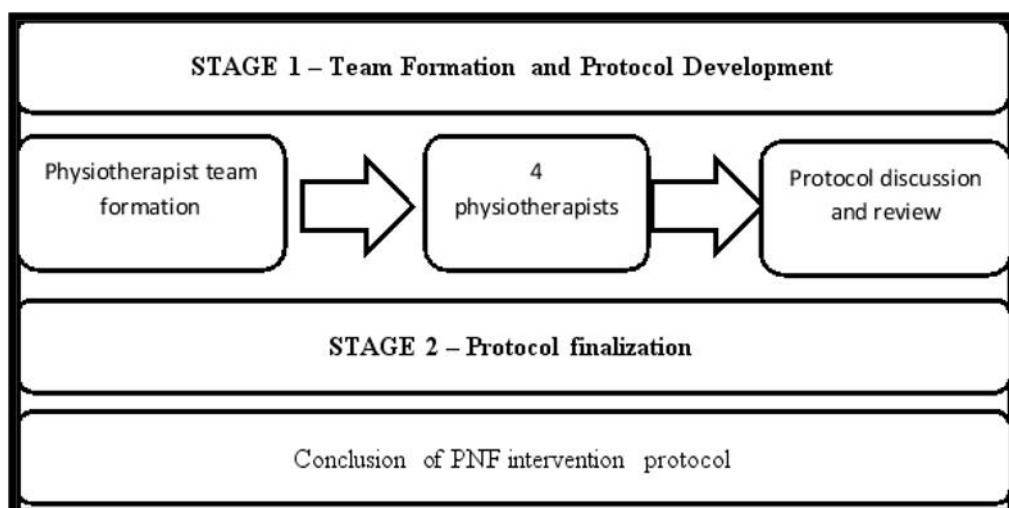 STAGE 1 – Team Formation and Protocol Development
Physiotherapist team
formation
4
physiotherapists
Protocol discussion
and review
STAGE 2 – Protocol finalization
Conclusion of PNF intervention protocol